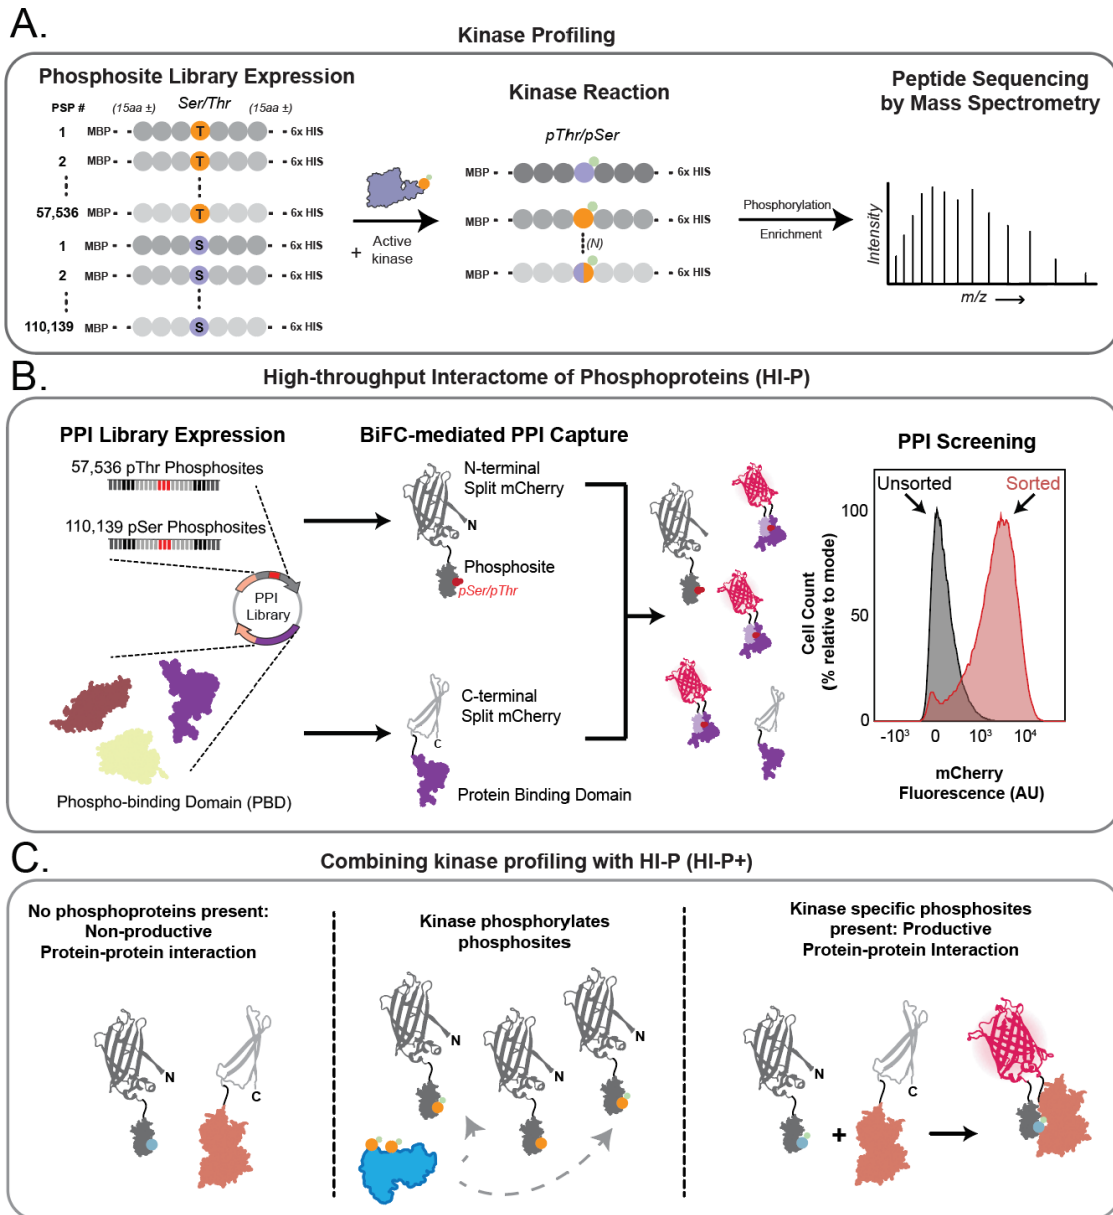 A.
Kinase Profiling
Phosphosite Library Expression
PSP #
(15aa ±)
Ser/Thr
(15aa ±)
1 MBP T 6x HIS
2 MBP T 6x HIS
57,536 MBP T 6x HIS
1 MBP S 6x HIS
2 MBP S 6x HIS
110,139 MBP S 6x HIS
+
Active
kinase
Kinase Reaction
pThr/pSer
MBP 6x HIS
MBP 6x HIS
(N)
MBP 6x HIS
Phosphorylation
Enrichment
Peptide Sequencing
by Mass Spectrometry
Intensity
m/z
B.
High-throughput Interactome of Phosphoproteins (HI-P)
PPI Library Expression
57,536 pThr Phosphosites
110,139 pSer Phosphosites
PPI
Library
Phospho-binding Domain (PBD)
BiFC-mediated PPI Capture
N-terminal
Split mCherry
N
Phosphosite
pSer/pThr
C-terminal
Split mCherry
C
Protein Binding Domain
PPI Screening
Unsorted
Sorted
100
50
0
Cell Count
(% relative to mode)
-10³ 0 10³ 10⁴
mCherry
Fluorescence (AU)
C.
Combining kinase profiling with HI-P (HI-P+)
No phosphoproteins present:
Non-productive
Protein-protein interaction
N
C
Kinase phosphorylates
phosphosites
N
N
N
Kinase specific phosphosites
present: Productive
Protein-protein Interaction
N
C
+